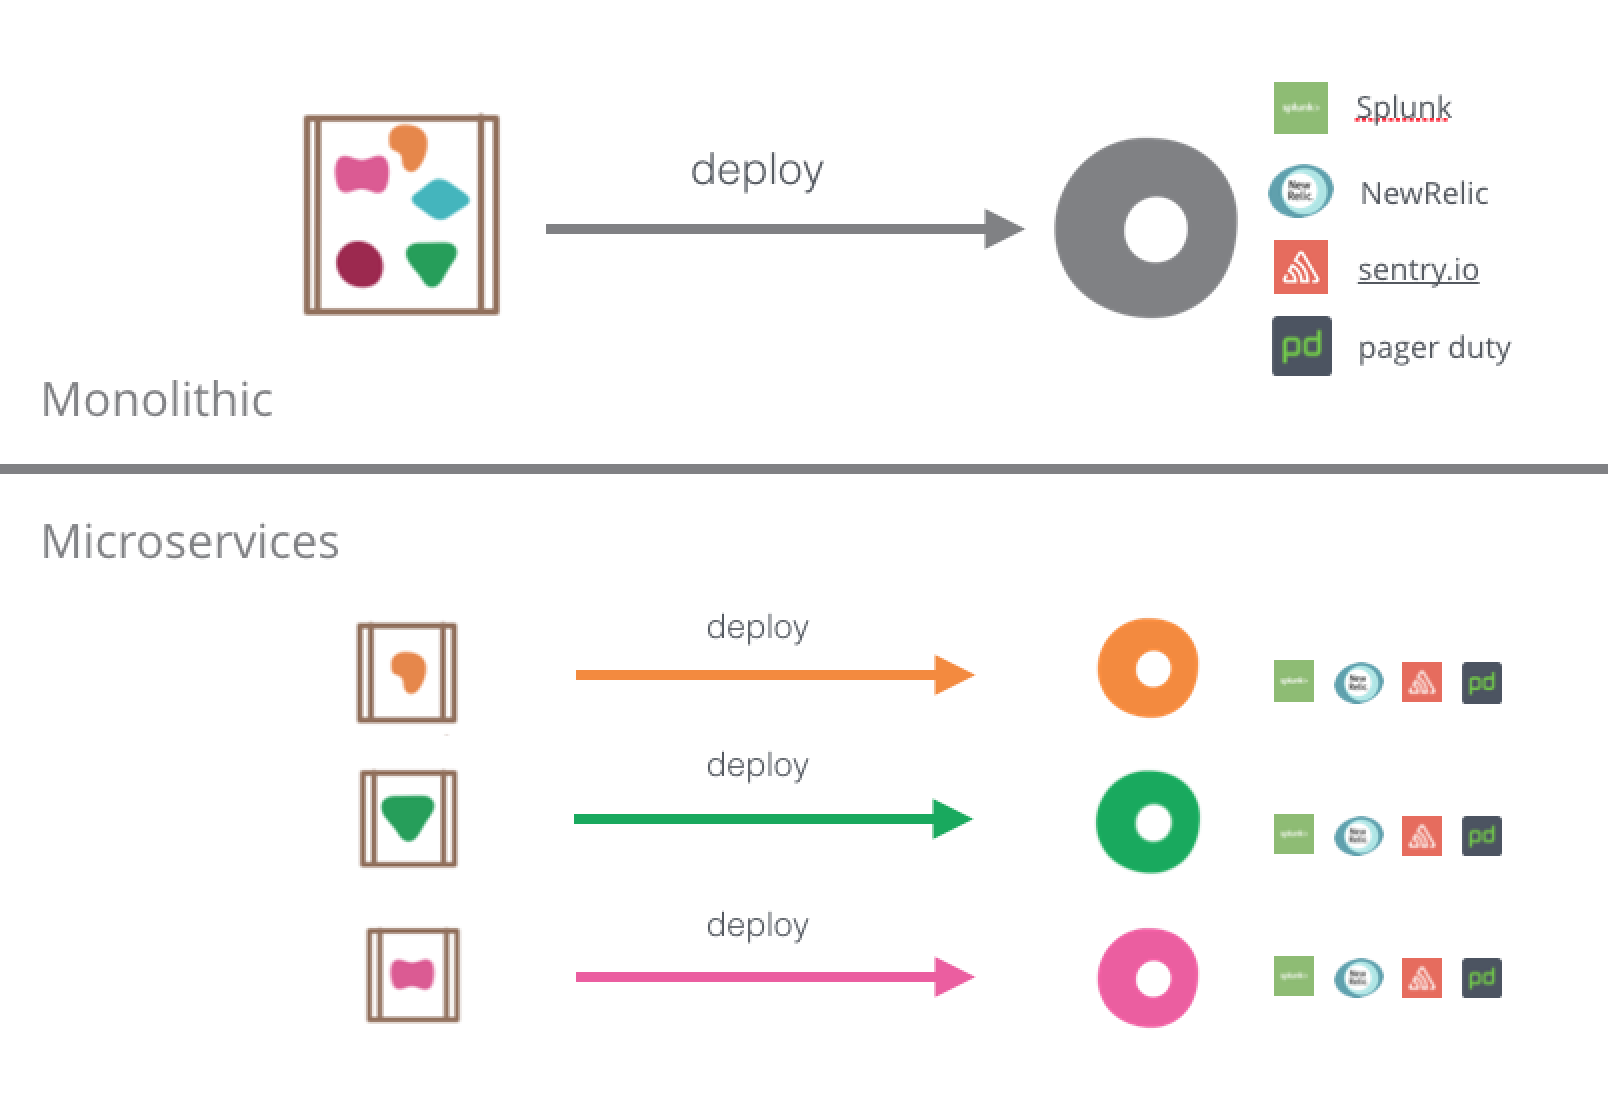 splunk>
Splunk
deploy
New Relic.
NewRelic
sentry.io
pd
pager duty
Monolithic
Microservices
deploy
splunk>
New Relic.
pd
deploy
splunk>
New Relic.
pd
deploy
splunk>
New Relic.
pd